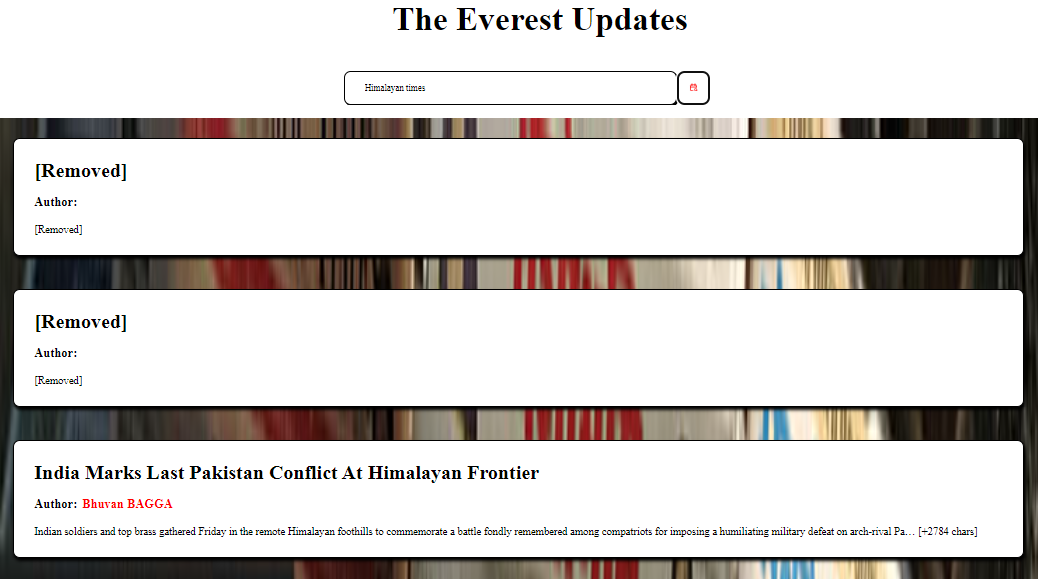 The Everest Updates
Himalayan times
[Removed]
Author:
[Removed]
[Removed]
Author:
[Removed]
India Marks Last Pakistan Conflict At Himalayan Frontier
Author: Bhuvan BAGGA
Indian soldiers and top brass gathered Friday in the remote Himalayan foothills to commemorate a battle fondly remembered among compatriots for imposing a humiliating military defeat on arch-rival Pa… [+2784 chars]